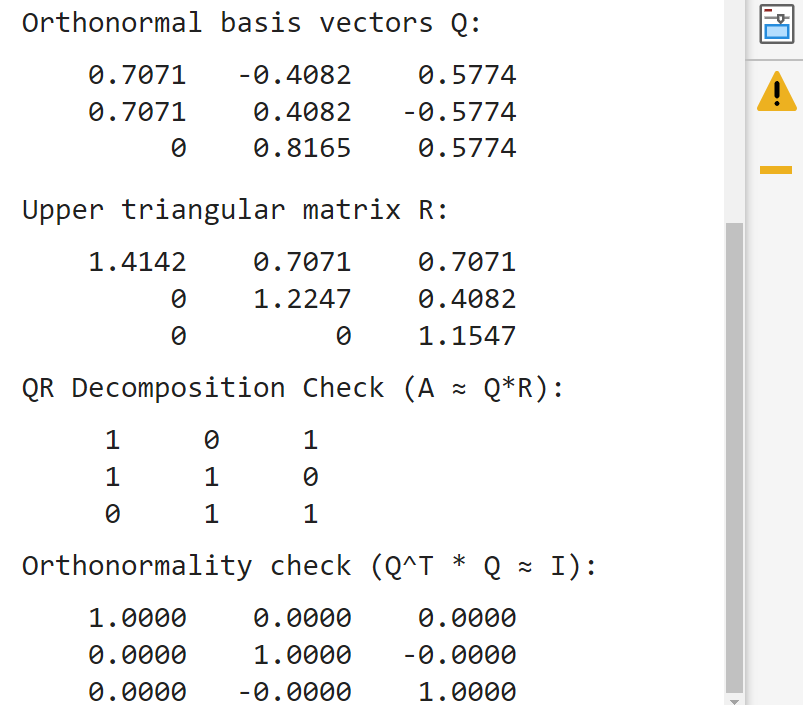 Orthonormal basis vectors Q:
0.7071 -0.4082 0.5774
0.7071 0.4082 -0.5774
0 0.8165 0.5774
Upper triangular matrix R:
1.4142 0.7071 0.7071
0 1.2247 0.4082
0 0 1.1547
QR Decomposition Check (A ≈ Q*R):
1 0 1
1 1 0
0 1 1
Orthonormality check (Q^T * Q ≈ I):
1.0000 0.0000 0.0000
0.0000 1.0000 -0.0000
0.0000 -0.0000 1.0000